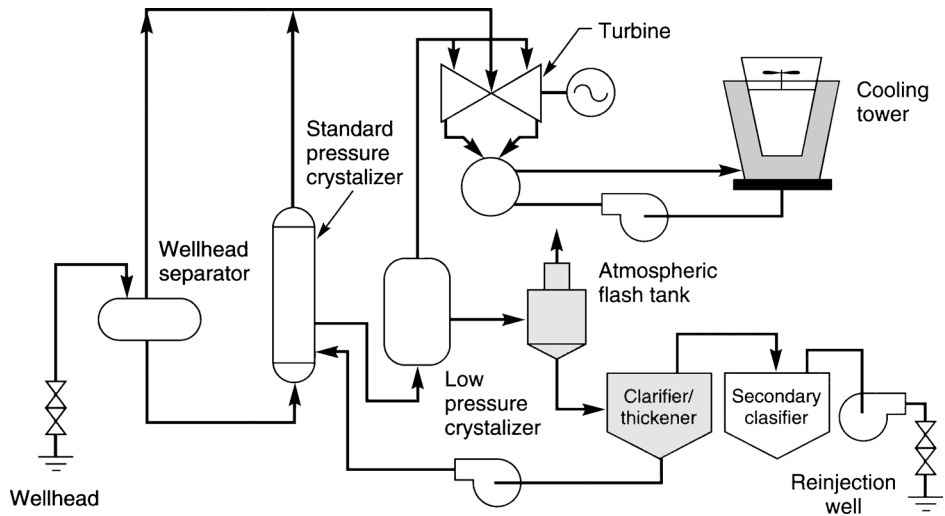 Turbine
Cooling
tower
Standard
pressure
crystalizer
Wellhead
separator
Atmospheric
flash tank
Low
pressure
crystalizer
Clarifier/
thickener
Secondary
clasifier
Wellhead
Reinjection
well